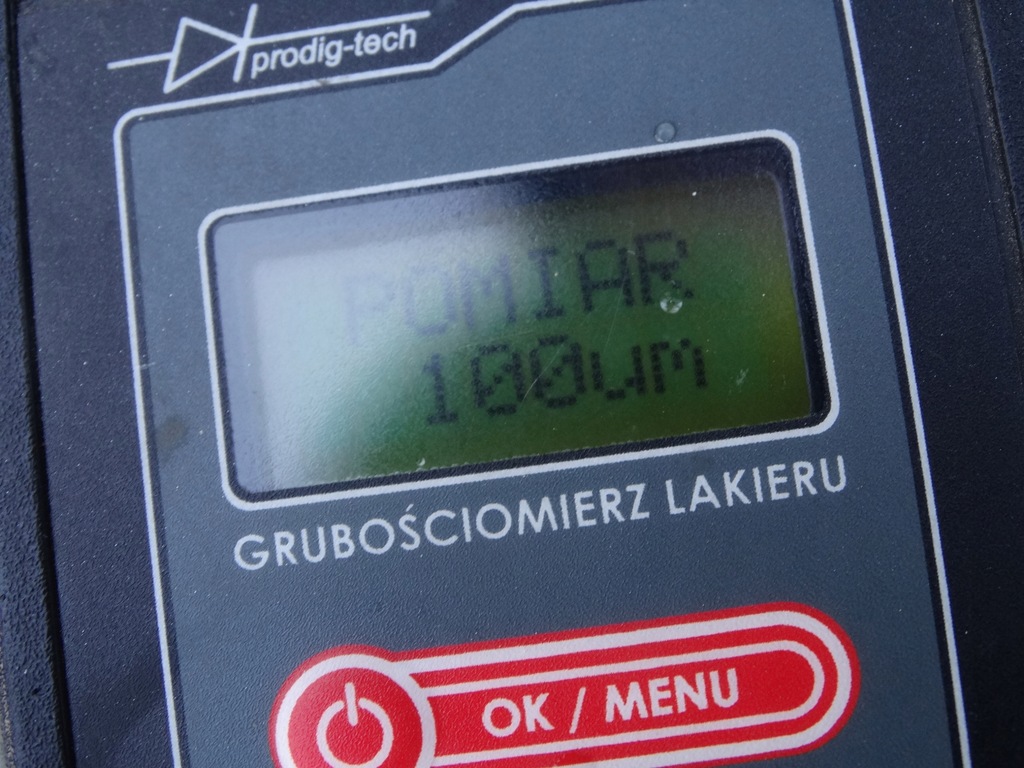 prodig-tech
POMIAR
100um
GRUBOŚCIOMIERZ LAKIERU
OK / MENU